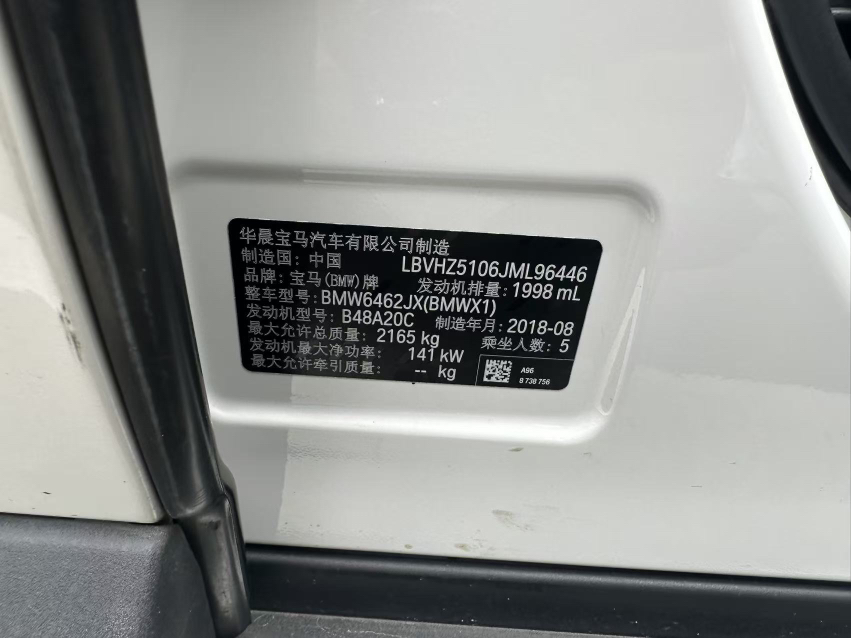 华晨宝马汽车有限公司制造
制造国：中国 LBVHZ5106JML96446
品牌：宝马(BMW)牌 发动机排量：1998 mL
整车型号：BMW6462JX(BMWX1)
发动机型号：B48A20C 制造年月：2018-08
最大允许总质量：2165 kg 乘坐人数：5
发动机最大净功率：141 kW
最大允许牵引质量：-- kg
A96
8 738 756